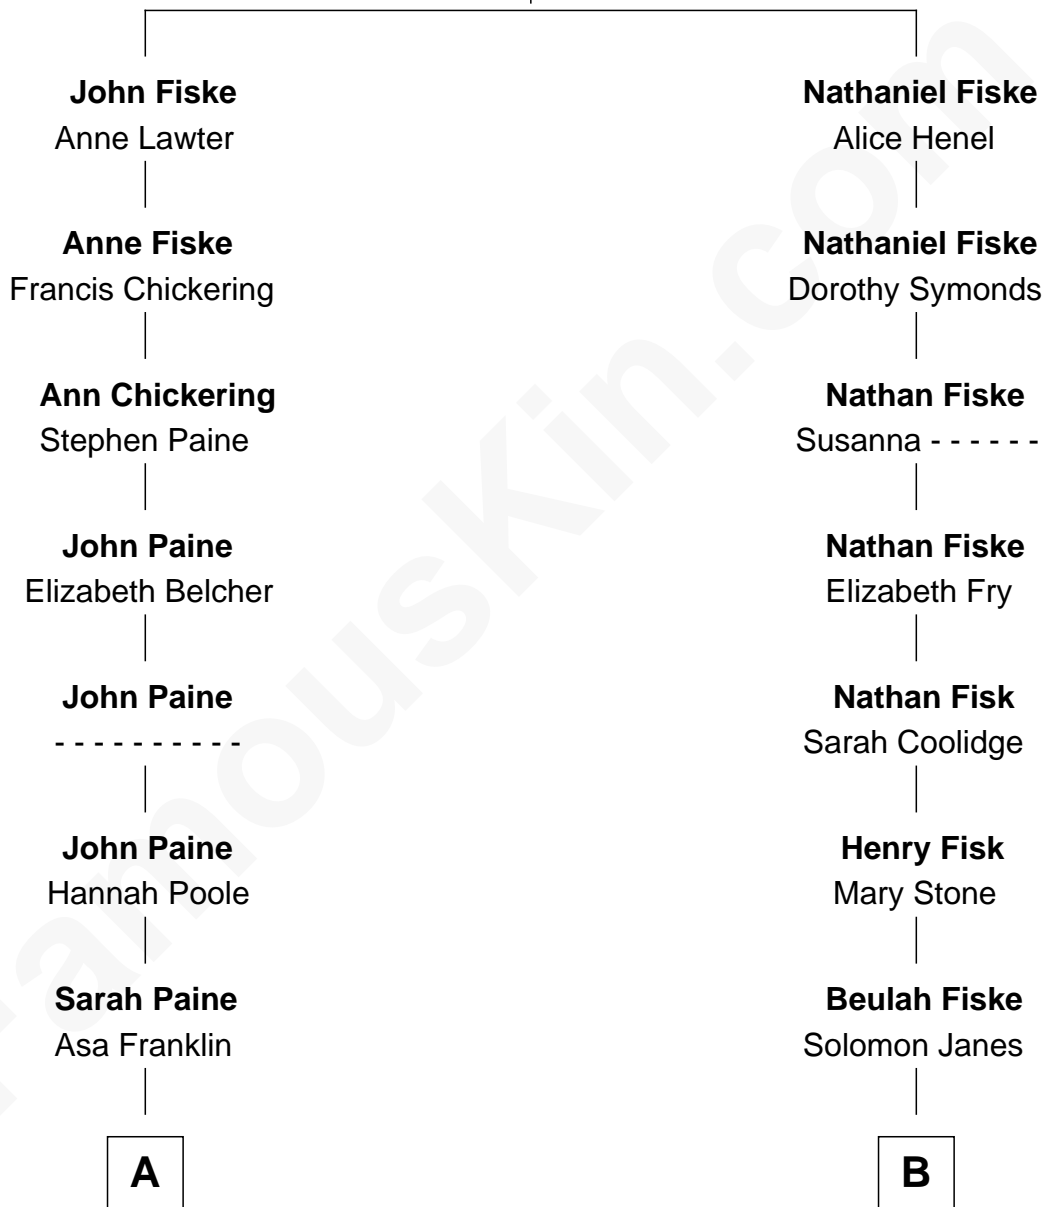 John Fiske
Anne Lawter
Anne Fiske
Francis Chickering
Ann Chickering
Stephen Paine
John Paine
Elizabeth Belcher
John Paine
- - - - - - - - - -
John Paine
Hannah Poole
Sarah Paine
Asa Franklin
A
Nathaniel Fiske
Alice Henel
Nathaniel Fiske
Dorothy Symonds
Nathan Fiske
Susanna - - - - - -
Nathan Fiske
Elizabeth Fry
Nathan Fisk
Sarah Coolidge
Henry Fisk
Mary Stone
Beulah Fiske
Solomon Janes
B
FamousKin.com